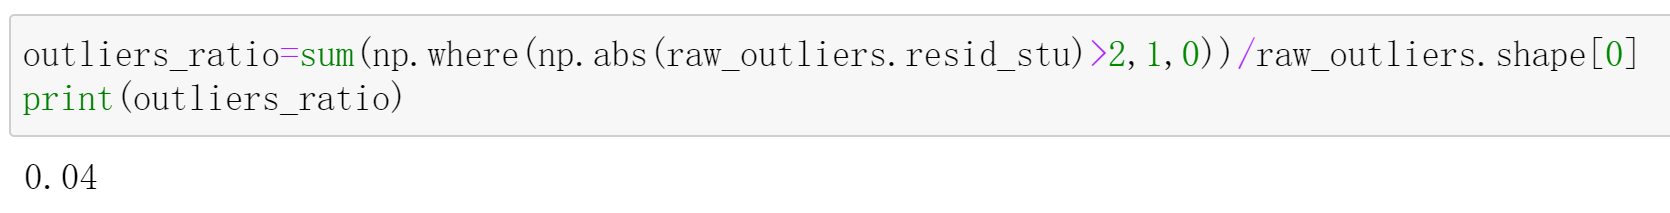 outliers_ratio=sum(np.where(np.abs(raw_outliers.resid_stu)>2,1,0))/raw_outliers.shape[0]
print(outliers_ratio)
0.04